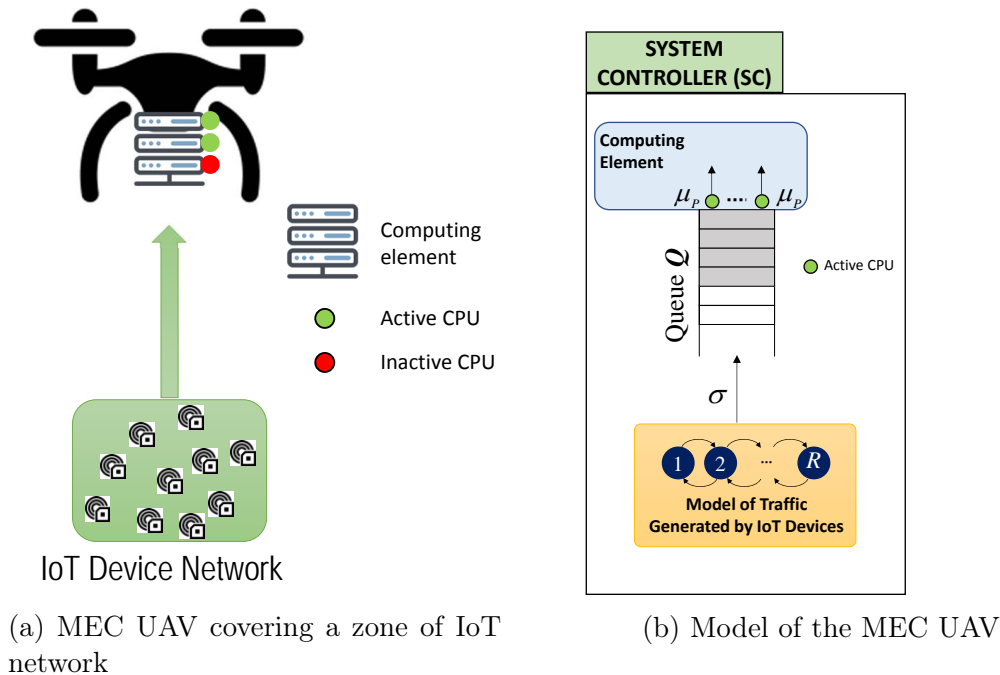 Computing
element
Active CPU
Inactive CPU
IoT Device Network
(a) MEC UAV covering a zone of IoT
network
SYSTEM
CONTROLLER (SC)
Computing
Element
μP .... μP
Queue Q
Active CPU
σ
1 2 ... R
Model of Traffic
Generated by IoT Devices
(b) Model of the MEC UAV